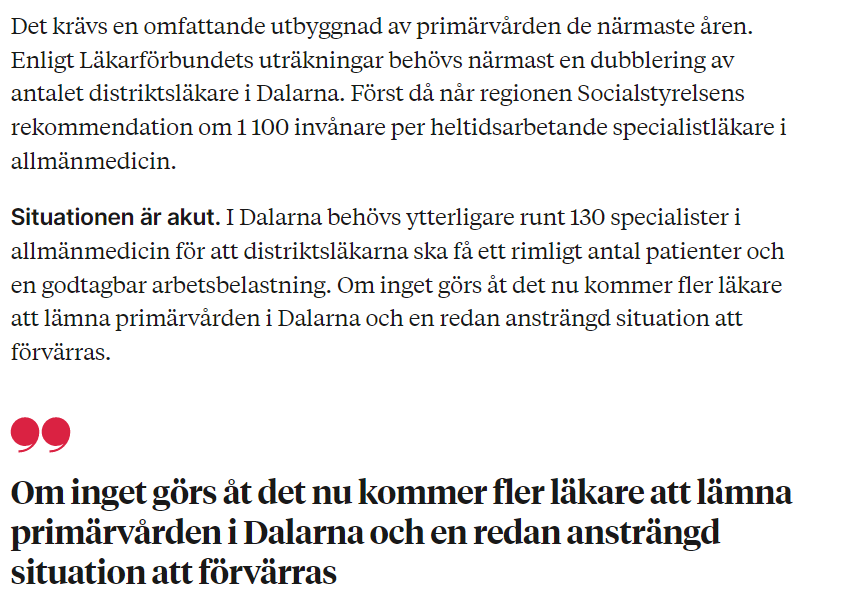 Det krävs en omfattande utbyggnad av primärvården de närmaste åren.
Enligt Läkarförbundets uträkningar behövs närmast en dubblering av
antalet distriktsläkare i Dalarna. Först då når regionen Socialstyrelsens
rekommendation om 1 100 invånare per heltidsarbetande specialistläkare i
allmänmedicin.
Situationen är akut. I Dalarna behövs ytterligare runt 130 specialister i
allmänmedicin för att distriktsläkarna ska få ett rimligt antal patienter och
en godtagbar arbetsbelastning. Om inget görs åt det nu kommer fler läkare
att lämna primärvården i Dalarna och en redan ansträngd situation att
förvärras.
Om inget görs åt det nu kommer fler läkare att lämna
primärvården i Dalarna och en redan ansträngd
situation att förvärras